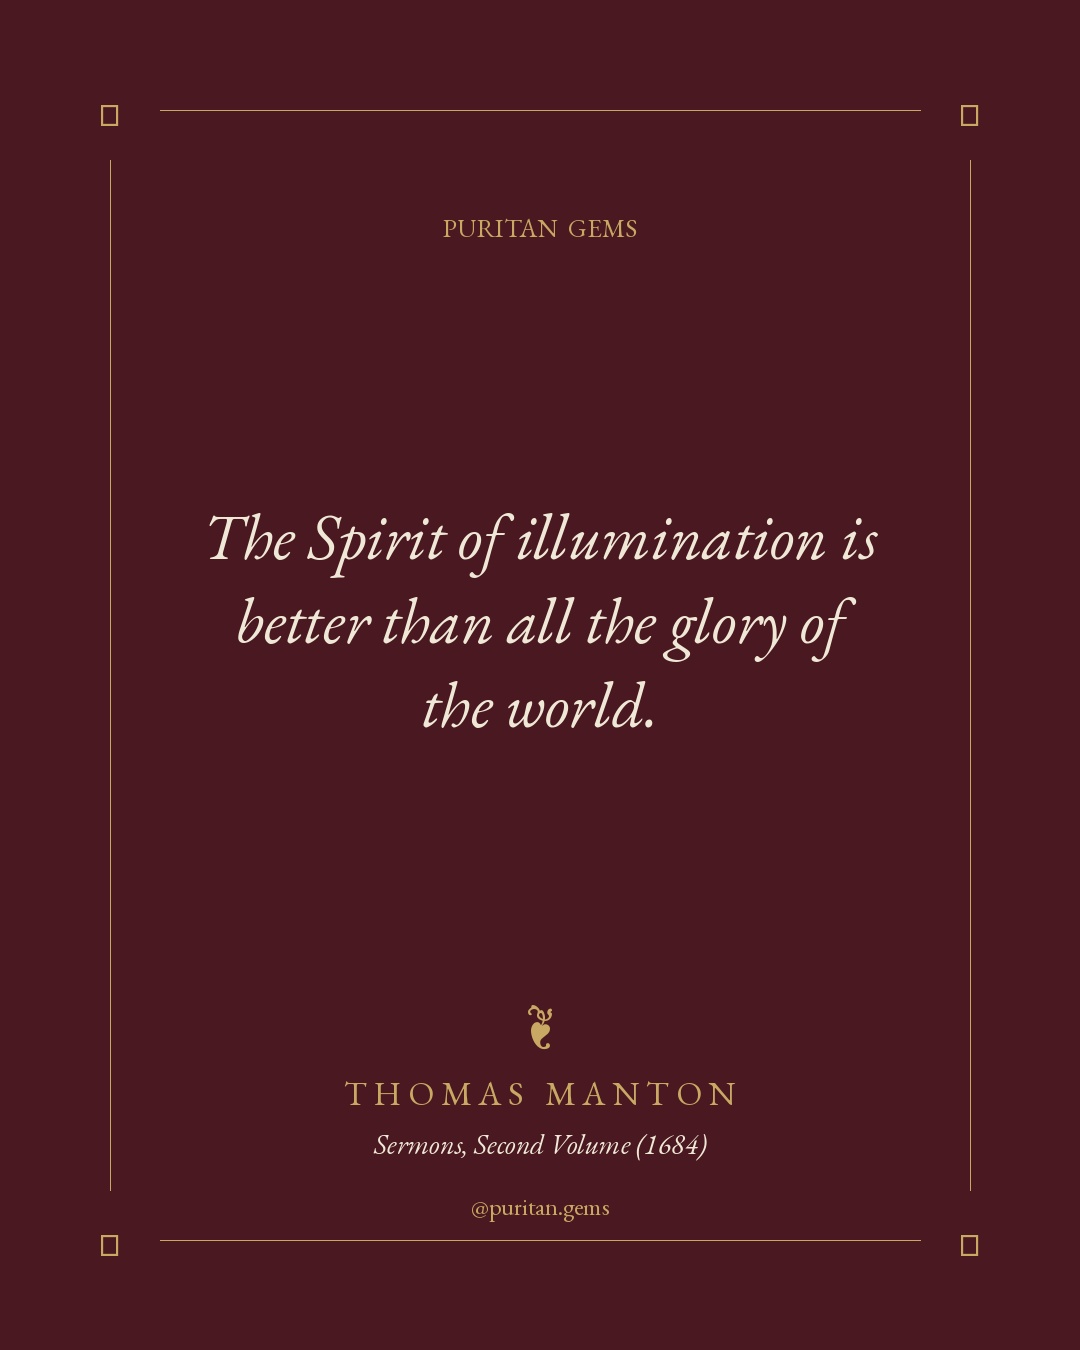 PURITAN GEMS
The Spirit of illumination is
better than all the glory of
the world.
THOMAS MANTON
Sermons, Second Volume (1684)
@puritan.gems